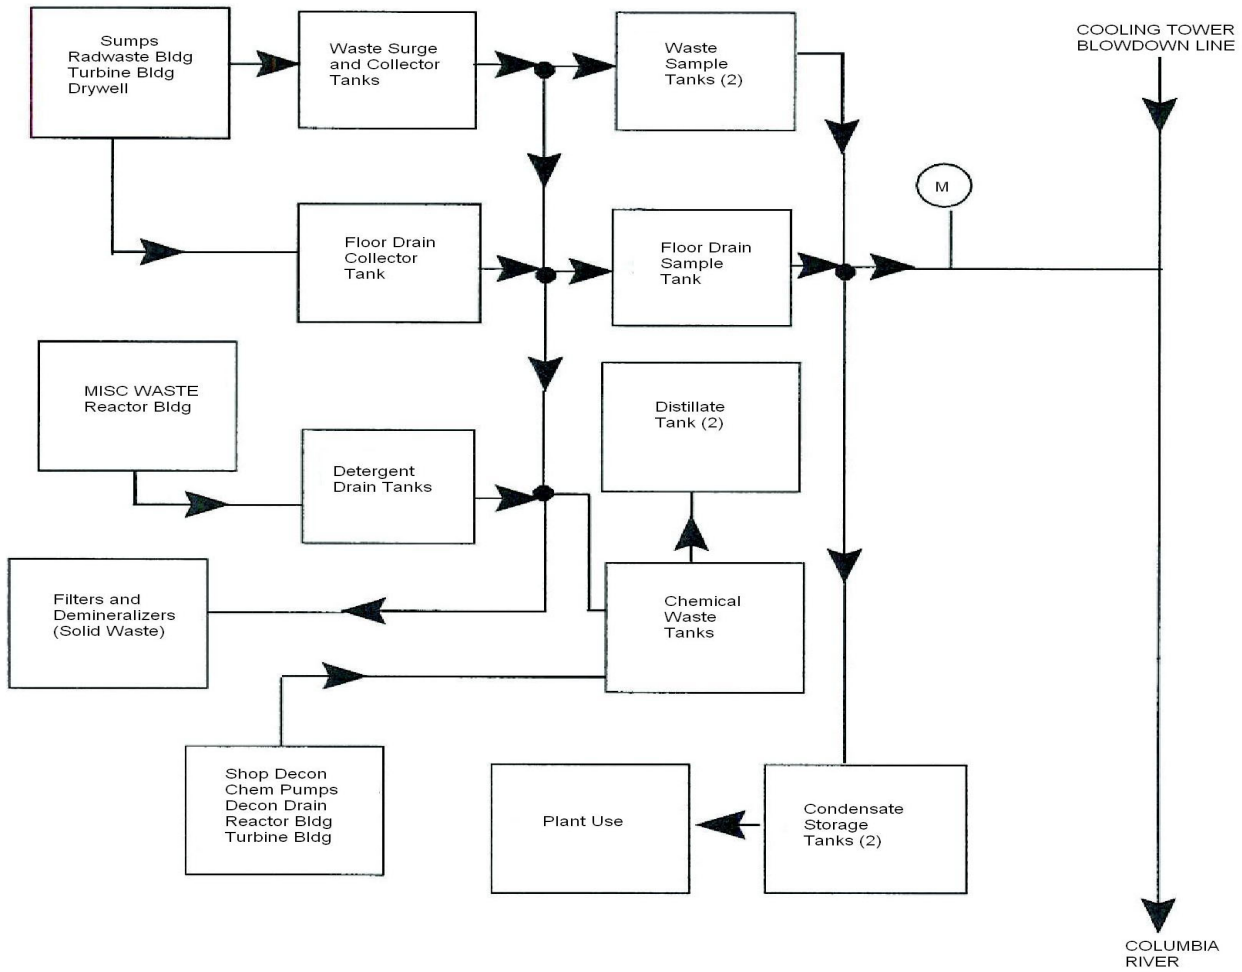 Sumps
Radwaste Bldg
Turbine Bldg
Drywell
Waste Surge
and Collector
Tanks
Waste
Sample
Tanks (2)
COOLING TOWER
BLOWDOWN LINE
M
Floor Drain
Collector
Tank
Floor Drain
Sample
Tank
MISC WASTE
Reactor Bldg
Detergent
Drain Tanks
Distillate
Tank (2)
Filters and
Demineralizers
(Solid Waste)
Chemical
Waste
Tanks
Shop Decon
Chem Pumps
Decon Drain
Reactor Bldg
Turbine Bldg
Plant Use
Condensate
Storage
Tanks (2)
COLUMBIA
RIVER